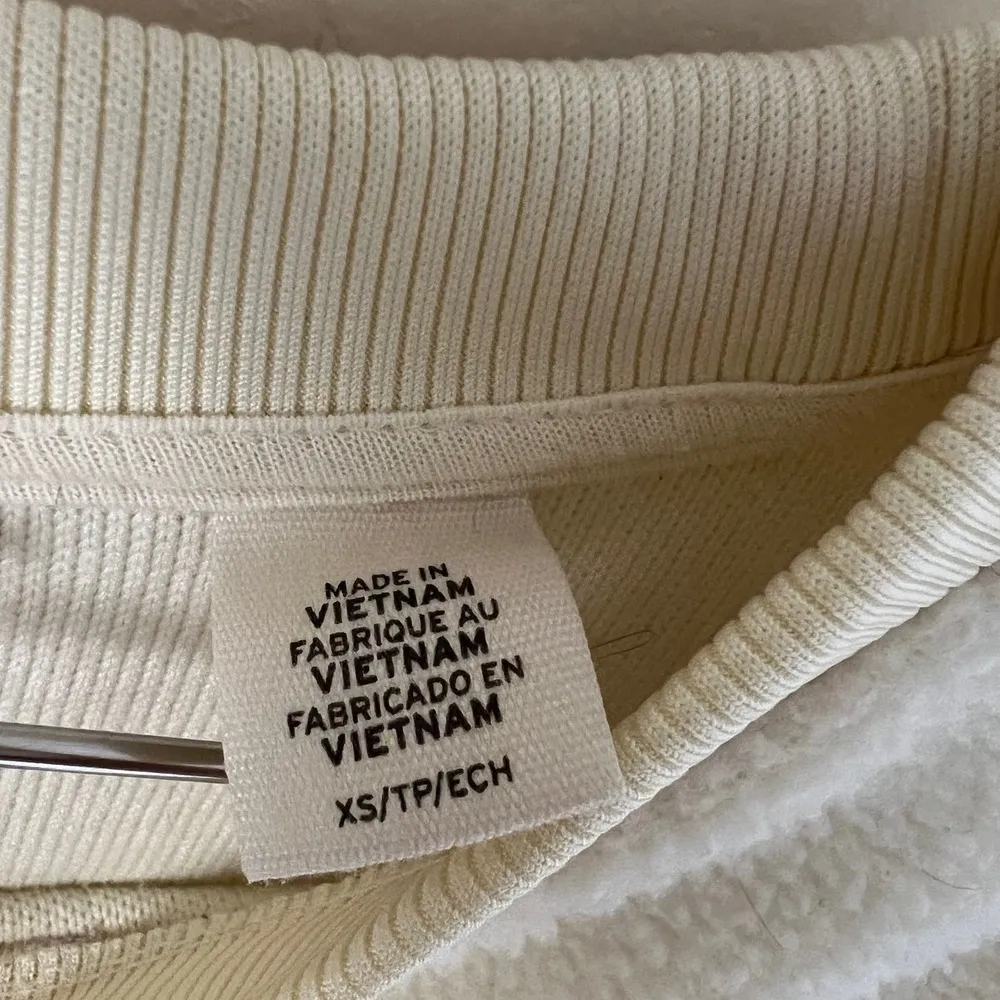 MADE IN
VIETNAM
FABRIQUE AU
VIETNAM
FABRICADO EN
VIETNAM
XS/TP/ECH